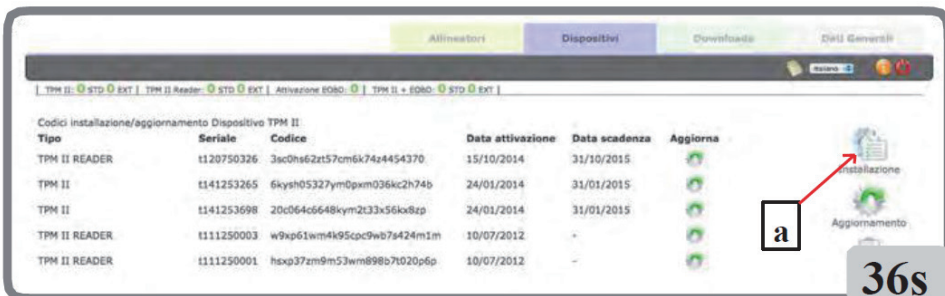 Allineatori Dispositivi Downloads Dati Generali
Italiano
| TPM II: 0 STD 0 EXT | TPM II Reader: 0 STD 0 EXT | Attivazione EOBD: 0 | TPM II + EOBD: 0 STD 0 EXT |
Codici installazione/aggiornamento Dispositivo TPM II
Tipo Seriale Codice Data attivazione Data scadenza Aggiorna
TPM II READER t120750326 3sc0hs62zt57cm6k74z4454370 15/10/2014 31/10/2015
TPM II t141253265 6kysh05327ym0pxm036kc2h74b 24/01/2014 31/01/2015
TPM II t141253698 20c064c6648kym2t33x56kx8zp 24/01/2014 31/01/2015
TPM II READER t111250003 w9xp61wm4k95cpc9wb7s424m1m 10/07/2012 -
TPM II READER t111250001 hsxp37zm9m53wm898b7t020p6p 10/07/2012 -
Installazione
Aggiornamento
a
36s